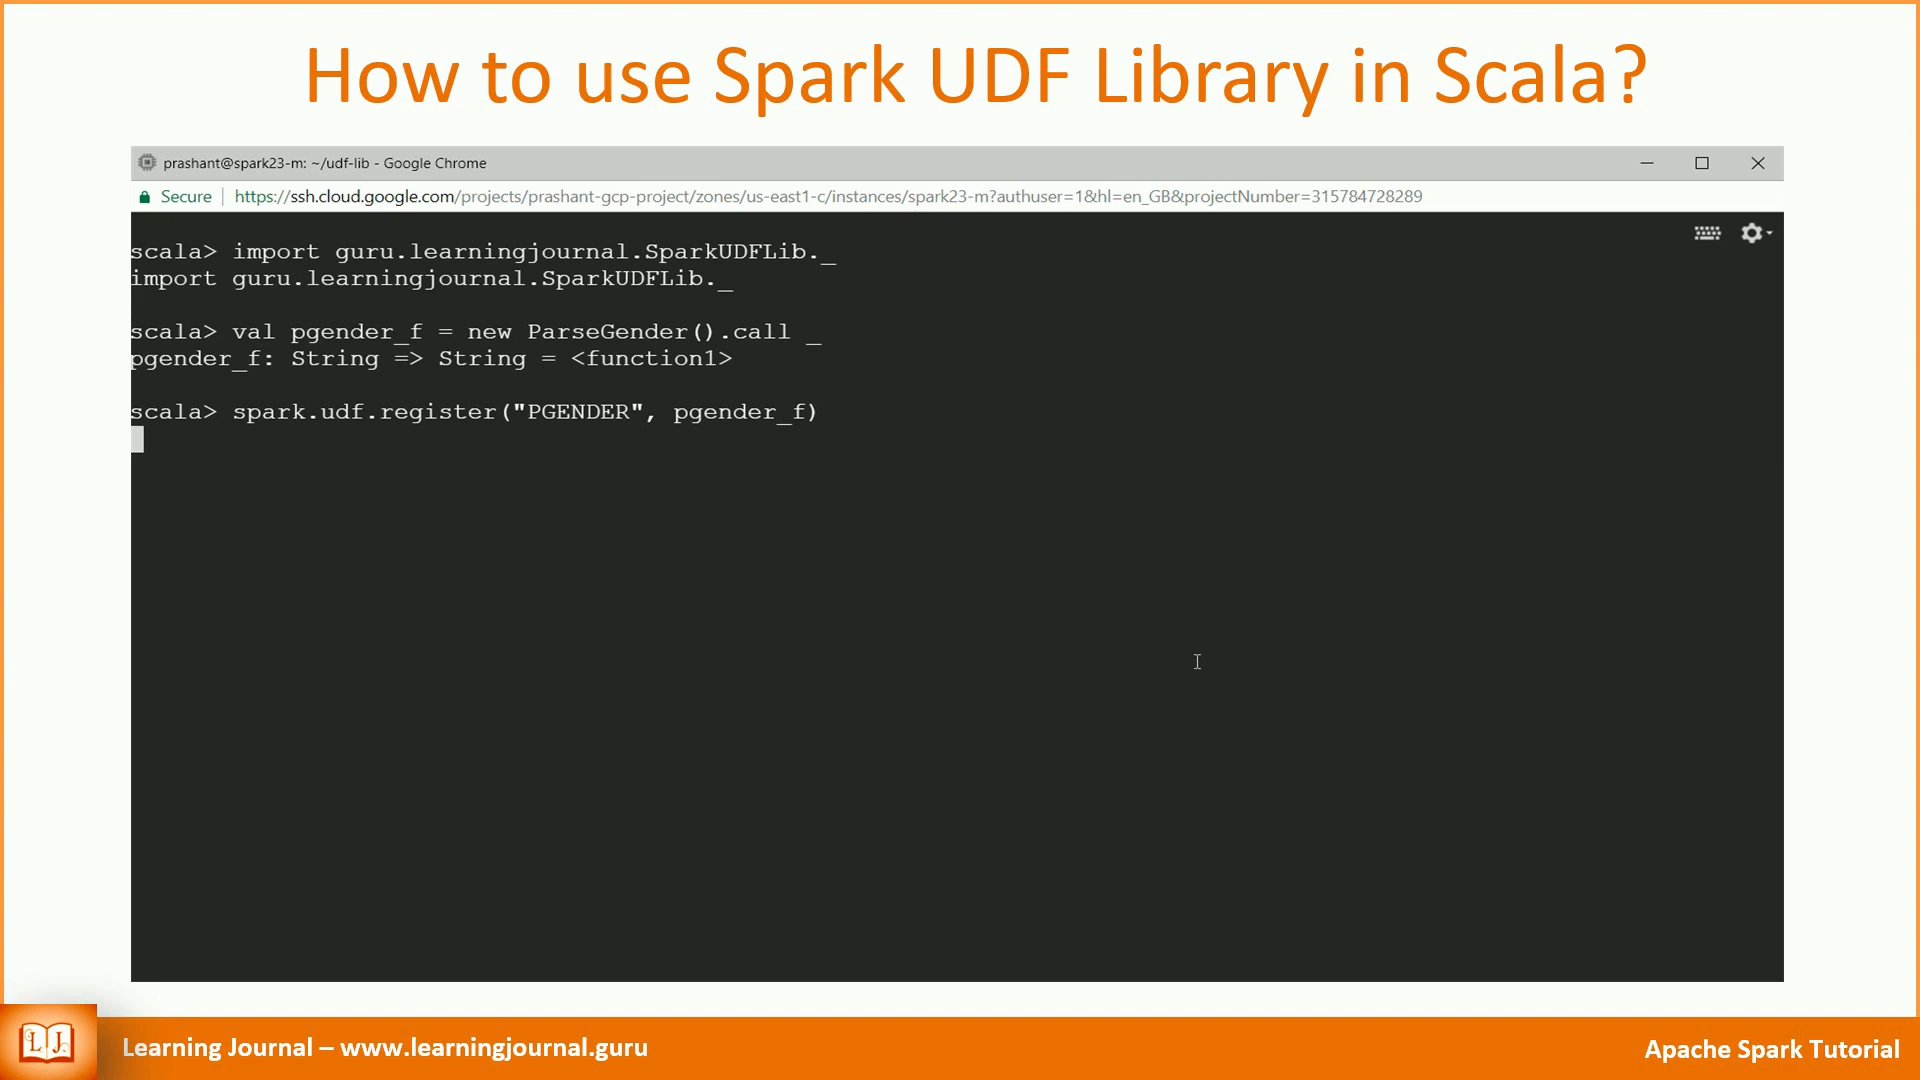 How to use Spark UDF Library in Scala?
prashant@spark23-m: ~/udf-lib - Google Chrome
Secure | https://ssh.cloud.google.com/projects/prashant-gcp-project/zones/us-east1-c/instances/spark23-m?authuser=1&hl=en_GB&projectNumber=315784728289
scala> import guru.learningjournal.SparkUDFLib._
import guru.learningjournal.SparkUDFLib._
scala> val pgender_f = new ParseGender().call _
pgender_f: String => String = <function1>
scala> spark.udf.register("PGENDER", pgender_f)
L J
Learning Journal – www.learningjournal.guru
Apache Spark Tutorial